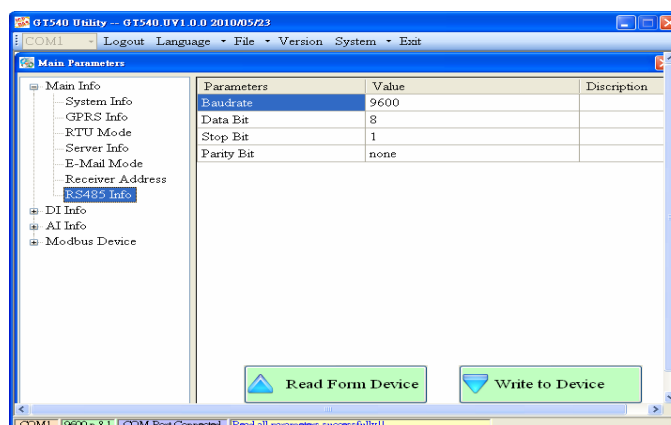 GT540 Utility -- GT540.UV1.0.0 2010/05/23
COM1 Logout Language File Version System Exit
Main Parameters
Main Info
System Info
GPRS Info
RTU Mode
Server Info
E-Mail Mode
Receiver Address
RS485 Info
DI Info
AI Info
Modbus Device
Parameters Value Discription
Baudrate 9600
Data Bit 8
Stop Bit 1
Parity Bit none
Read Form Device Write to Device
COM1 9600 n 8 1 COM Port Connected Read all parameters successfully!!